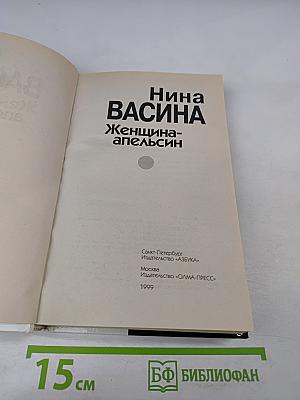 Нина
ВАСИНА
Женщина-
апельсин
Санкт-Петербург
Издательство «АЗБУКА»
Москва
Издательство «ОЛМА-ПРЕСС»
1999
15 см
БФ БИБЛИОФАН